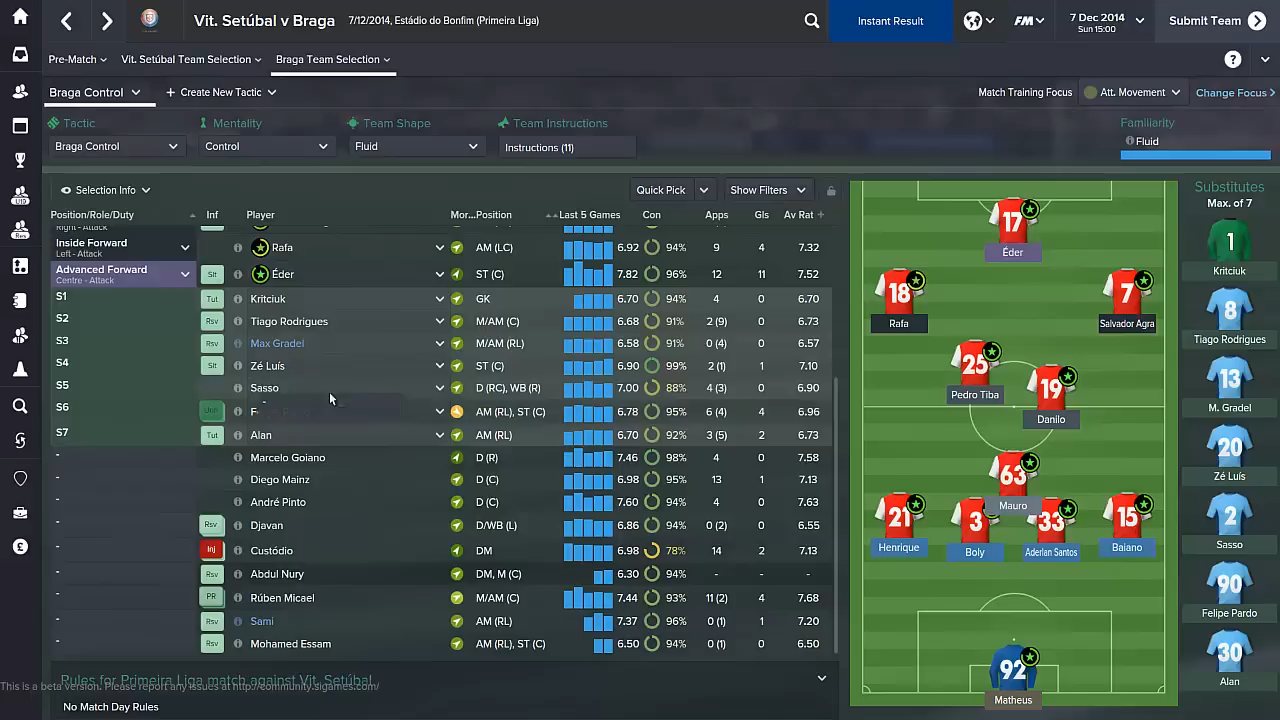 Vit. Setúbal v Braga 7/12/2014, Estádio do Bonfim (Primeira Liga) Instant Result FM 7 Dec 2014 Sun 15:00 Submit Team
Pre-Match Vit. Setúbal Team Selection Braga Team Selection ?
Braga Control + Create New Tactic Match Training Focus Att. Movement Change Focus >
Tactic Mentality Team Shape Team Instructions Familiarity
Braga Control Control Fluid Instructions (11) Fluid
Selection Info Quick Pick Show Filters
Position/Role/Duty Inf Player Mor... Position Last 5 Games Con Apps Gls Av Rat
Right - Attack
Inside Forward Left - Attack Rafa AM (LC) 6.92 94% 9 4 7.32
Advanced Forward Centre - Attack Slt Éder ST (C) 7.82 96% 12 11 7.52
S1 Tut Kritciuk GK 6.70 94% 4 0 6.70
S2 Rsv Tiago Rodrigues M/AM (C) 6.68 91% 2 (9) 0 6.73
S3 Rsv Max Gradel M/AM (RL) 6.58 91% 0 (4) 0 6.57
S4 Slt Zé Luís ST (C) 6.90 99% 2 (1) 1 7.10
S5 Sasso D (RC), WB (R) 7.00 88% 4 (3) 0 6.90
S6 AM (RL), ST (C) 6.78 95% 6 (4) 4 6.96
S7 Tut Alan AM (RL) 6.70 92% 3 (5) 2 6.73
- Marcelo Goiano D (R) 7.46 98% 4 0 7.58
- Diego Mainz D (C) 6.98 95% 13 1 7.13
- André Pinto D (C) 7.60 94% 4 0 7.63
- Rsv Djavan D/WB (L) 6.86 94% 0 (2) 0 6.55
- Inj Custódio DM 6.98 78% 14 2 7.13
- Rsv Abdul Nury DM, M (C) 6.30 94% - - -
- PR Rúben Micael M/AM (C) 7.44 93% 11 (2) 4 7.68
- Rsv Sami AM (RL) 7.37 96% 0 (1) 1 7.20
- Rsv Mohamed Essam AM (RL), ST (C) 6.50 94% 0 (1) 0 6.50
Rules for Primeira Liga match against Vit. Setúbal
This is a beta version. Please report any issues at http://community.sigames.com/
No Match Day Rules
17
Éder
18 7
Rafa Salvador Agra
25
Pedro Tiba
19
Danilo
63
Mauro
21 3 33 15
Henrique Boly Aderlan Santos Baiano
92
Matheus
Substitutes
Max. of 7
1
Kritciuk
8
Tiago Rodrigues
13
M. Gradel
20
Zé Luís
2
Sasso
90
Felipe Pardo
30
Alan